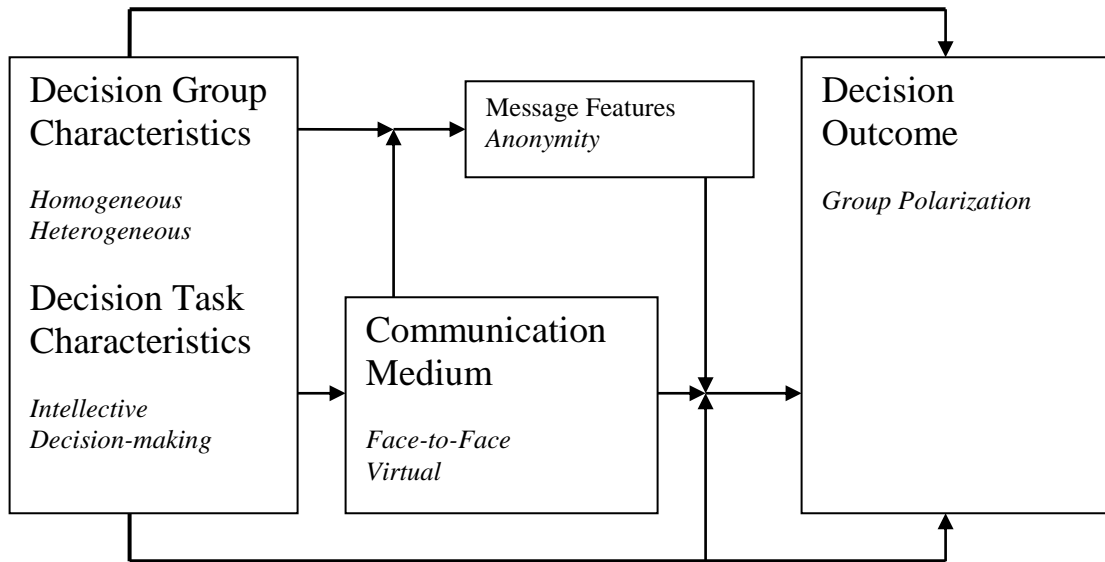 Decision Group
Characteristics
Homogeneous
Heterogeneous
Decision Task
Characteristics
Intellective
Decision-making
Message Features
Anonymity
Communication
Medium
Face-to-Face
Virtual
Decision
Outcome
Group Polarization